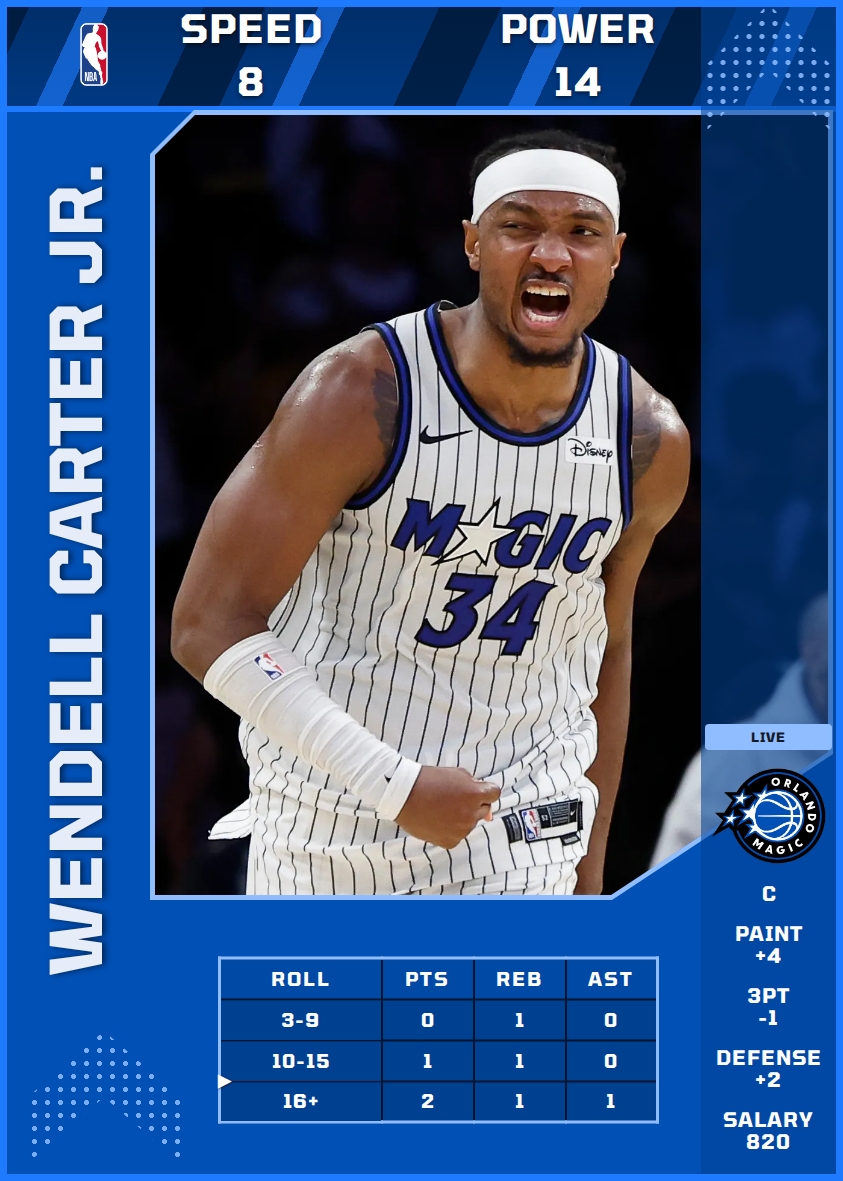 SPEED
8
POWER
14
NBA
WENDELL CARTER JR.
Disney
MAGIC
34
LIVE
ORLANDO
MAGIC
C
PAINT
+4
3PT
-1
DEFENSE
+2
SALARY
820
ROLL PTS REB AST
3-9 0 1 0
10-15 1 1 0
16+ 2 1 1